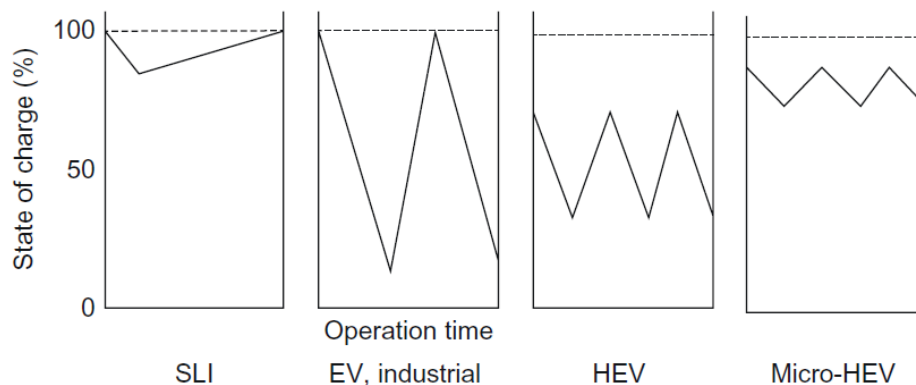 State of charge (%)
100
50
0
Operation time
SLI
EV, industrial
HEV
Micro-HEV